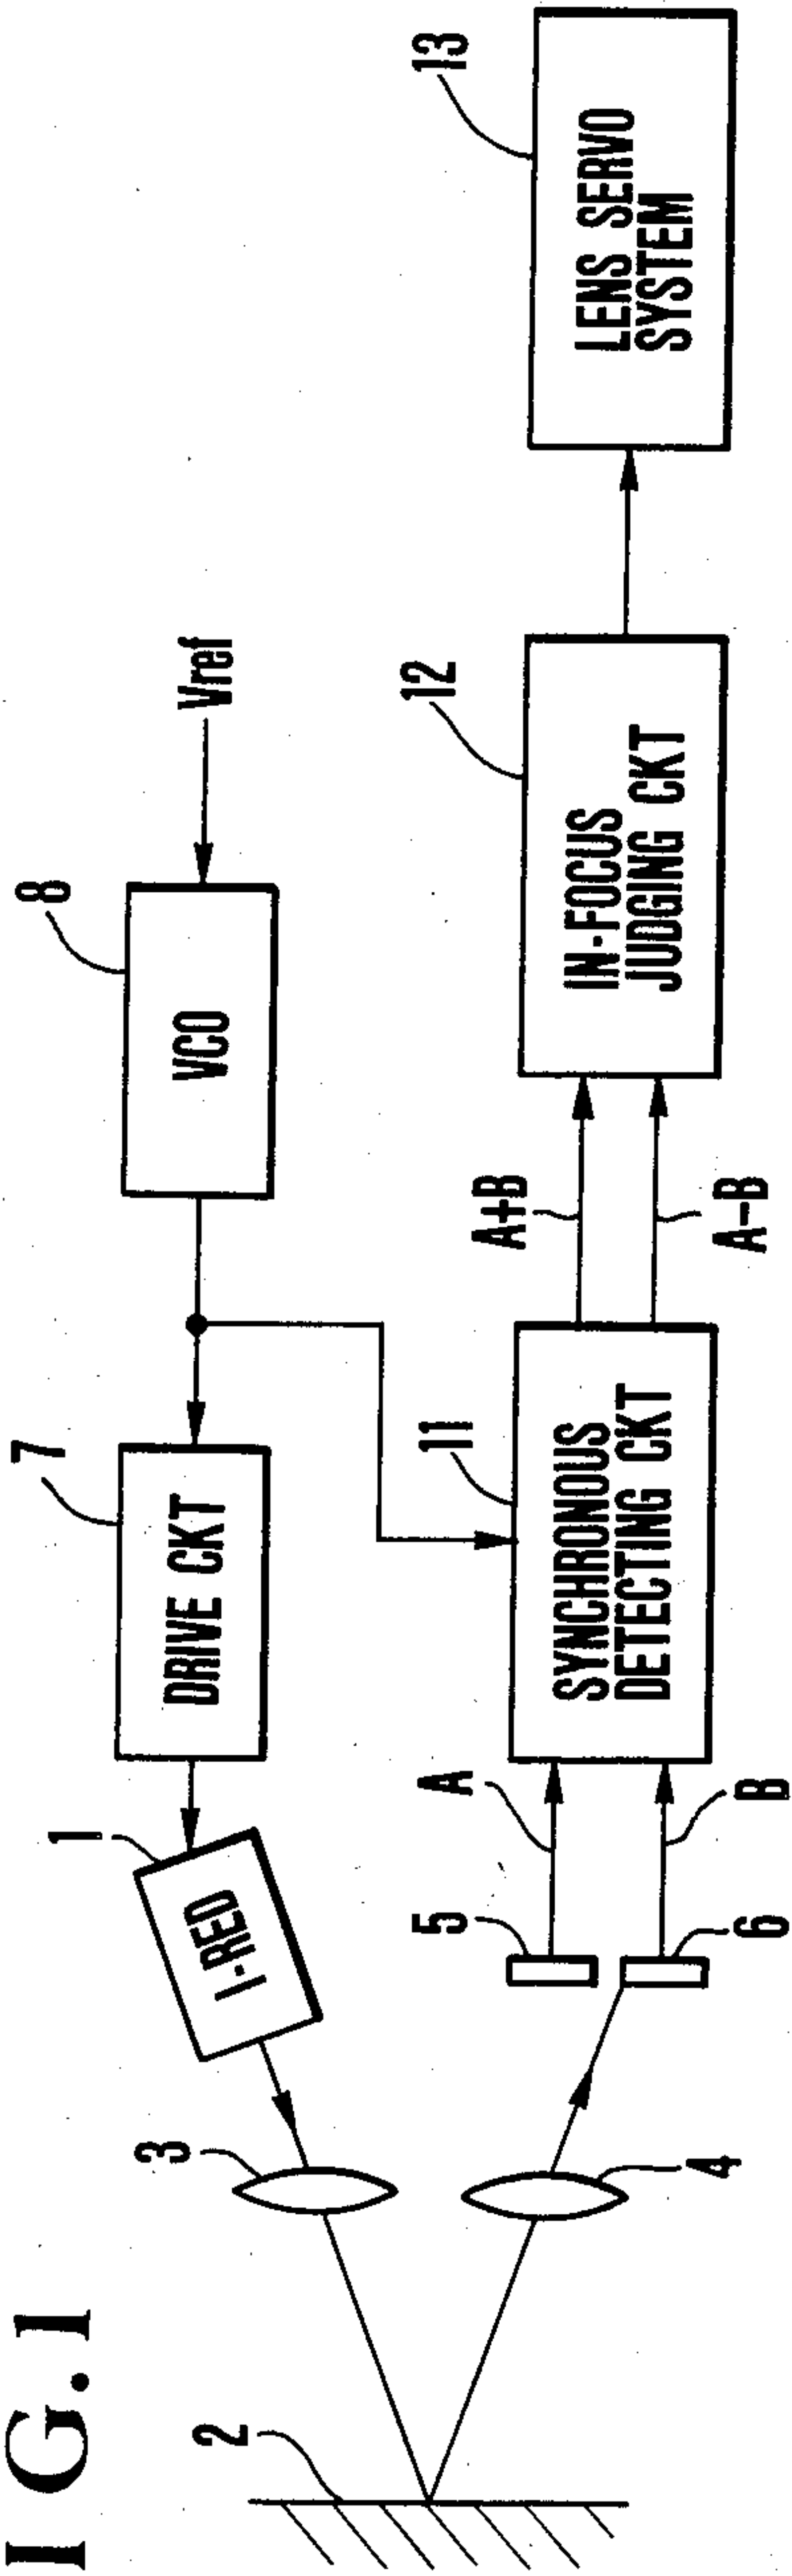 I G. 1
2
3
1
I-RED
7
DRIVE CKT
8
VCO
Vref
4
5
6
A
B
11
SYNCHRONOUS
DETECTING CKT
A+B
A−B
12
IN-FOCUS
JUDGING CKT
13
LENS SERVO
SYSTEM